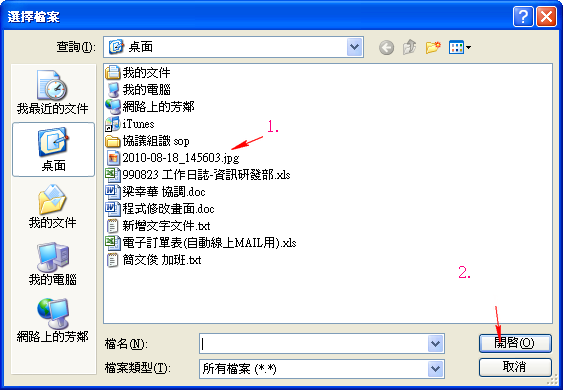 選擇檔案
查詢(I):
桌面
我最近的文件
桌面
我的文件
我的電腦
網路上的芳鄰
我的文件
我的電腦
網路上的芳鄰
iTunes
協議組識 sop
2010-08-18_145603.jpg
990823 工作日誌-資訊研發部.xls
梁幸華 協調.doc
程式修改畫面.doc
新增文字文件.txt
電子訂單表(自動線上MAIL用).xls
簡文俊 加班.txt
1.
2.
檔名(N):
開啟(O)
檔案類型(T):
所有檔案 (*.*)
取消